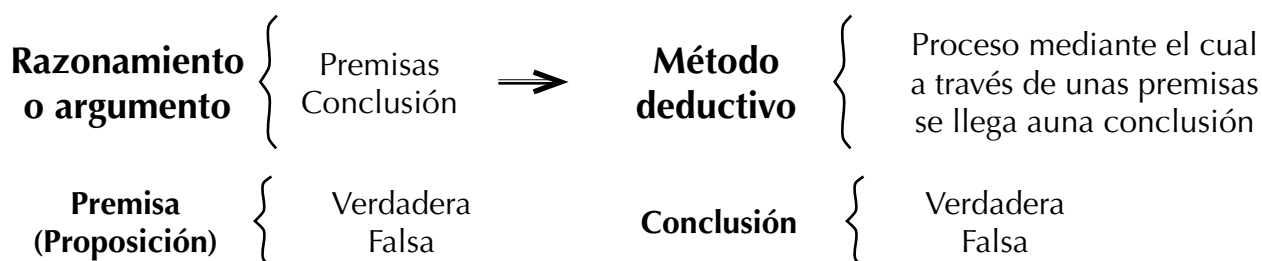 Razonamiento
o argumento
Premisas
Conclusión
Método
deductivo
Proceso mediante el cual
a través de unas premisas
se llega auna conclusión
Premisa
(Proposición)
Verdadera
Falsa
Conclusión
Verdadera
Falsa